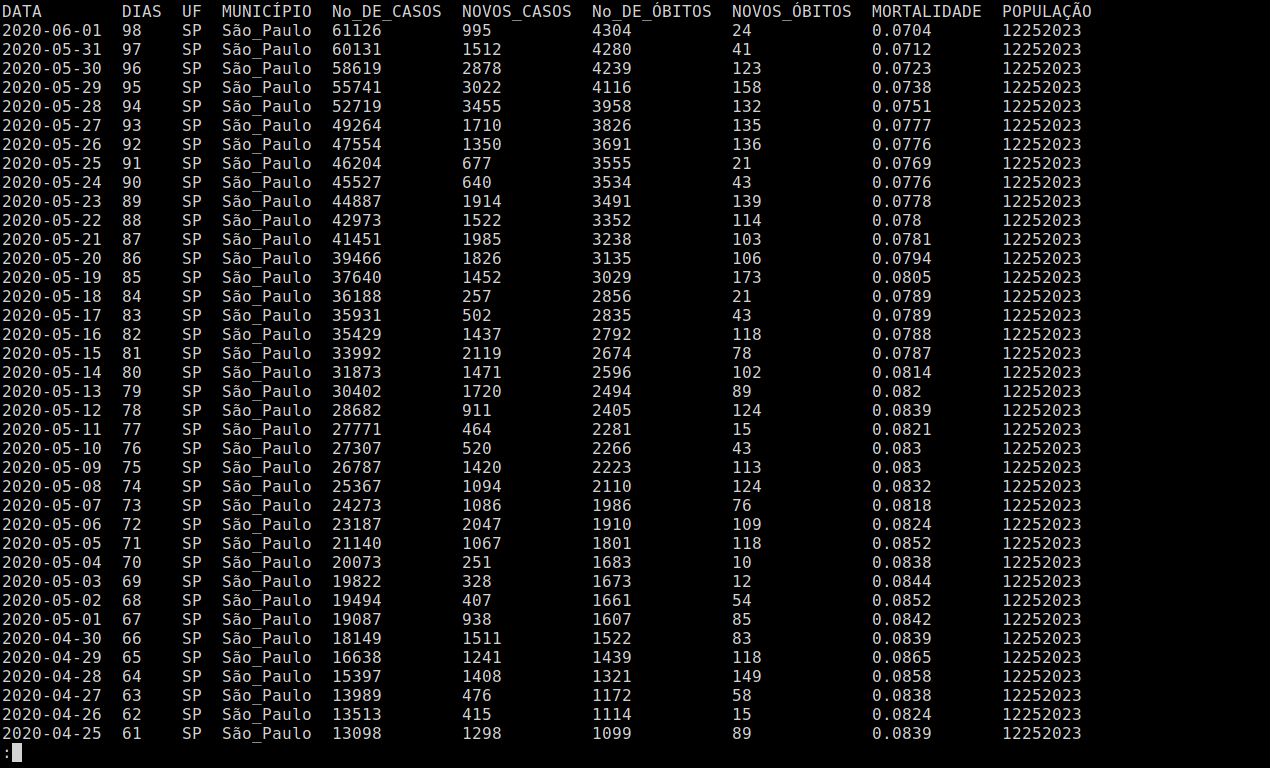 DATA DIAS UF MUNICÍPIO No_DE_CASOS NOVOS_CASOS No_DE_ÓBITOS NOVOS_ÓBITOS MORTALIDADE POPULAÇÃO
2020-06-01 98 SP São_Paulo 61126 995 4304 24 0.0704 12252023
2020-05-31 97 SP São_Paulo 60131 1512 4280 41 0.0712 12252023
2020-05-30 96 SP São_Paulo 58619 2878 4239 123 0.0723 12252023
2020-05-29 95 SP São_Paulo 55741 3022 4116 158 0.0738 12252023
2020-05-28 94 SP São_Paulo 52719 3455 3958 132 0.0751 12252023
2020-05-27 93 SP São_Paulo 49264 1710 3826 135 0.0777 12252023
2020-05-26 92 SP São_Paulo 47554 1350 3691 136 0.0776 12252023
2020-05-25 91 SP São_Paulo 46204 677 3555 21 0.0769 12252023
2020-05-24 90 SP São_Paulo 45527 640 3534 43 0.0776 12252023
2020-05-23 89 SP São_Paulo 44887 1914 3491 139 0.0778 12252023
2020-05-22 88 SP São_Paulo 42973 1522 3352 114 0.078 12252023
2020-05-21 87 SP São_Paulo 41451 1985 3238 103 0.0781 12252023
2020-05-20 86 SP São_Paulo 39466 1826 3135 106 0.0794 12252023
2020-05-19 85 SP São_Paulo 37640 1452 3029 173 0.0805 12252023
2020-05-18 84 SP São_Paulo 36188 257 2856 21 0.0789 12252023
2020-05-17 83 SP São_Paulo 35931 502 2835 43 0.0789 12252023
2020-05-16 82 SP São_Paulo 35429 1437 2792 118 0.0788 12252023
2020-05-15 81 SP São_Paulo 33992 2119 2674 78 0.0787 12252023
2020-05-14 80 SP São_Paulo 31873 1471 2596 102 0.0814 12252023
2020-05-13 79 SP São_Paulo 30402 1720 2494 89 0.082 12252023
2020-05-12 78 SP São_Paulo 28682 911 2405 124 0.0839 12252023
2020-05-11 77 SP São_Paulo 27771 464 2281 15 0.0821 12252023
2020-05-10 76 SP São_Paulo 27307 520 2266 43 0.083 12252023
2020-05-09 75 SP São_Paulo 26787 1420 2223 113 0.083 12252023
2020-05-08 74 SP São_Paulo 25367 1094 2110 124 0.0832 12252023
2020-05-07 73 SP São_Paulo 24273 1086 1986 76 0.0818 12252023
2020-05-06 72 SP São_Paulo 23187 2047 1910 109 0.0824 12252023
2020-05-05 71 SP São_Paulo 21140 1067 1801 118 0.0852 12252023
2020-05-04 70 SP São_Paulo 20073 251 1683 10 0.0838 12252023
2020-05-03 69 SP São_Paulo 19822 328 1673 12 0.0844 12252023
2020-05-02 68 SP São_Paulo 19494 407 1661 54 0.0852 12252023
2020-05-01 67 SP São_Paulo 19087 938 1607 85 0.0842 12252023
2020-04-30 66 SP São_Paulo 18149 1511 1522 83 0.0839 12252023
2020-04-29 65 SP São_Paulo 16638 1241 1439 118 0.0865 12252023
2020-04-28 64 SP São_Paulo 15397 1408 1321 149 0.0858 12252023
2020-04-27 63 SP São_Paulo 13989 476 1172 58 0.0838 12252023
2020-04-26 62 SP São_Paulo 13513 415 1114 15 0.0824 12252023
2020-04-25 61 SP São_Paulo 13098 1298 1099 89 0.0839 12252023
: